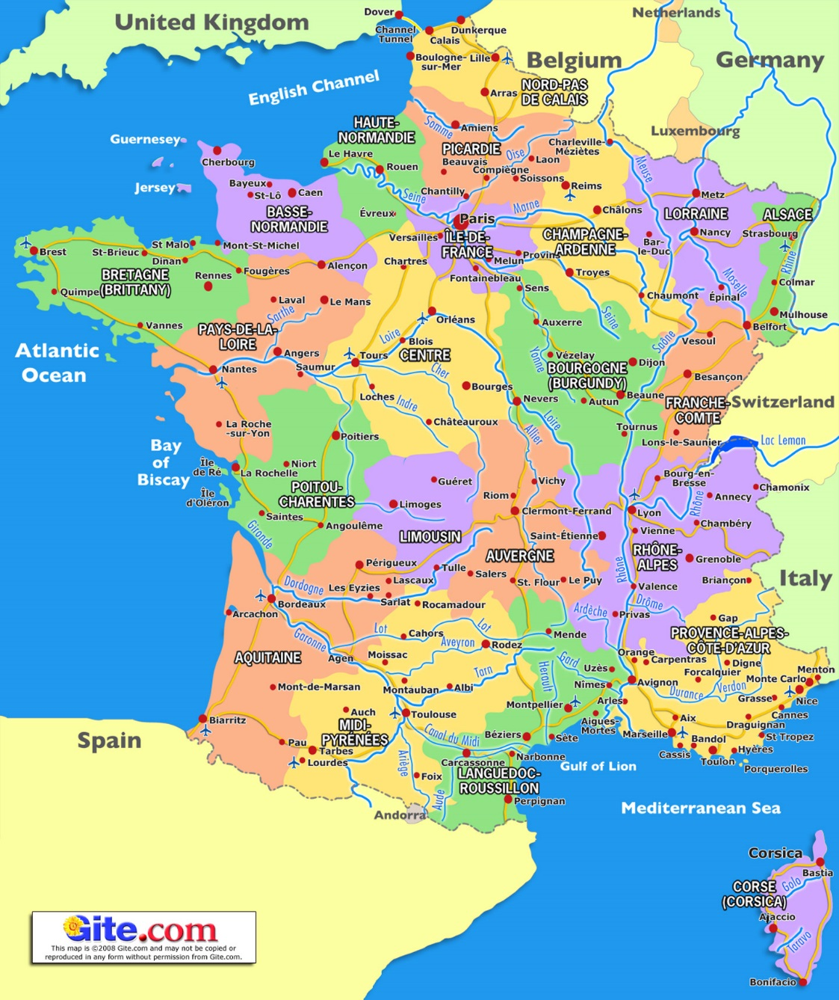 Dover
Netherlands
United Kingdom
Channel
Tunnel
Dunkerque
Calais
Boulogne-
sur-Mer
Lille
Belgium
Germany
English Channel
NORD-PAS
DE CALAIS
Arras
HAUTE-
NORMANDIE
Somme
Amiens
Luxembourg
Guernesey
Cherbourg
Le Havre
PICARDIE
Oise
Charleville-
Méziètes
Beauvais
Laon
Rouen
Compiègne
Meuse
Jersey
Bayeux
St-Lô
Caen
Soissons
Reims
Seine
Chantilly
Metz
BASSE-
NORMANDIE
Évreux
Marne
Châlons
LORRAINE
ALSACE
Paris
Versailles
ÎLE-DE-
FRANCE
CHAMPAGNE-
ARDENNE
Bar-
le-Duc
Nancy
Strasbourg
Brest
St-Brieuc
St Malo
Dinan
Mont-St-Michel
Fougères
Alençon
Chartres
Melun
Provins
Rhine
BRETAGNE
(BRITTANY)
Rennes
Fontainebleau
Troyes
Moselle
Colmar
Quimper
Sens
Chaumont
Épinal
Laval
Le Mans
Sarthe
Vannes
Orléans
Auxerre
Seine
Mulhouse
Belfort
PAYS-DE-LA-
LOIRE
Loire
Blois
Saône
Vesoul
Atlantic
Ocean
Angers
Tours
CENTRE
Yonne
Vézelay
Dijon
Nantes
Saumur
Cher
BOURGOGNE
(BURGUNDY)
Besançon
Loches
Indre
Bourges
Nevers
Autun
Beaune
FRANCHE-
COMTE
Switzerland
La Roche
-sur-Yon
Poitiers
Châteauroux
Allier
Loire
Tournus
Lons-le-Saunier
Lac Leman
Bay
of
Biscay
Île
de Ré
La Rochelle
Niort
Guéret
Vichy
Bourg-en-
Bresse
Chamonix
Île
d'Oléron
POITOU-
CHARENTES
Riom
Annecy
Rhône
Limoges
Clermont-Ferrand
Lyon
Saintes
Angoulême
Chambéry
Gironde
LIMOUSIN
Saint-Étienne
Vienne
AUVERGNE
RHÔNE-
ALPES
Grenoble
Périgueux
Tulle
Salers
St. Flour
Le Puy
Rhône
Italy
Dordogne
Les Eyzies
Lascaux
Valence
Briançon
Bordeaux
Sarlat
Rocamadour
Ardèche
Drôme
Arcachon
Privas
Gap
Garonne
Lot
Cahors
Lot
Mende
PROVENCE-ALPES-
CÔTE-D'AZUR
Aveyron
Rodez
AQUITAINE
Agen
Moissac
Gard
Orange
Carpentras
Digne
Tarn
Herault
Uzès
Forcalquier
Monte Carlo
Menton
Mont-de-Marsan
Montauban
Albi
Nîmes
Avignon
Durance
Verdon
Grasse
Nice
Montpellier
Arles
Auch
Toulouse
Aigues-
Mortes
Aix
Cannes
Draguignan
Biarritz
MIDI-
PYRÉNÉES
Canal du Midi
Béziers
Sète
Marseille
Bandol
St Tropez
Spain
Pau
Tarbes
Lourdes
Carcassonne
Narbonne
Cassis
Hyères
Toulon
Porquerolles
Gulf of Lion
Ariège
Foix
LANGUEDOC-
ROUSSILLON
Aude
Perpignan
Andorra
Mediterranean Sea
Corsica
Bastia
CORSE
(CORSICA)
Golo
Ajaccio
Taravo
Bonifacio
Gite.com
This map is ©2008 Gite.com and may not be copied or
reproduced in any form without permission from Gite.com.